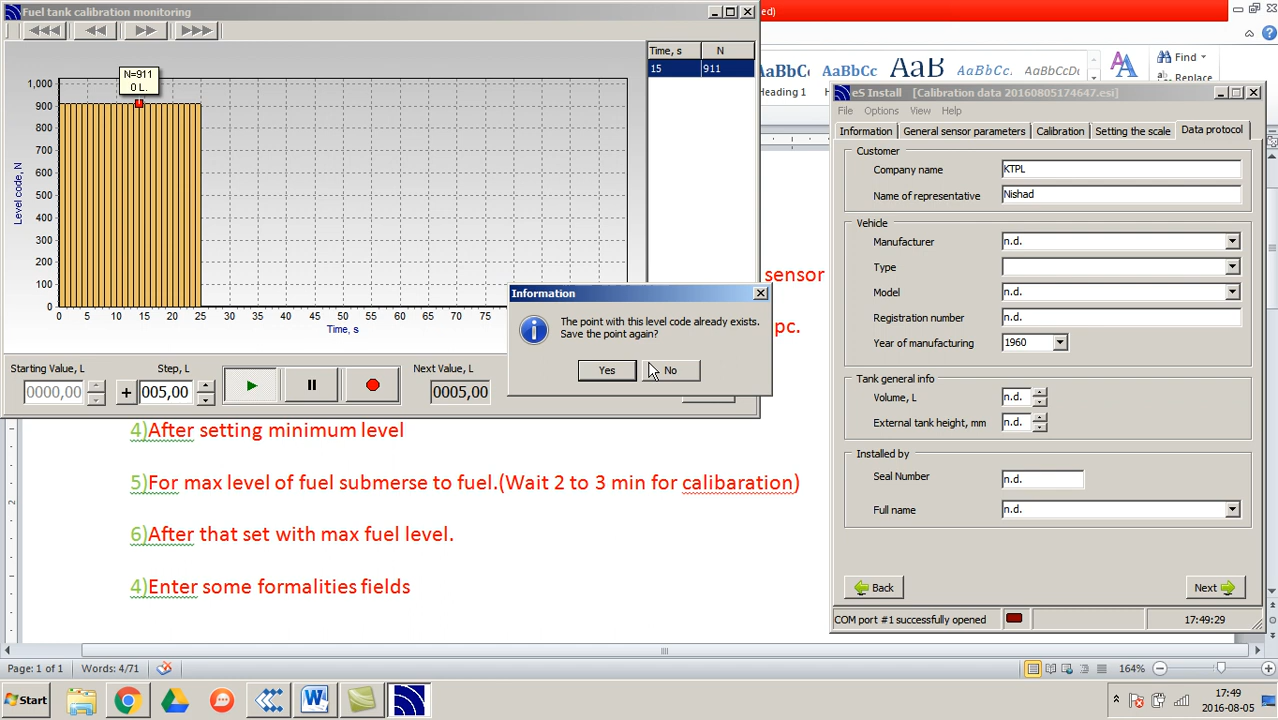 Fuel tank calibration monitoring
ed)
Time, s N
15 911
N=911
0 L.
1,000
900
800
700
600
500
400
300
200
100
0
Level code, N
0 5 10 15 20 25 30 35 40 45 50 55 60 65 70 75 80 85
Time, s
Starting Value, L
0000,00
Step, L
+ 005,00
Next Value, L
0005,00
Information
The point with this level code already exists.
Save the point again?
Yes No
AaBbCc AaBbCc AaB AaBbCc. AaBbCcDd
Heading 1
Find
Replace
sensor
pc.
4)After setting minimum level
5)For max level of fuel submerse to fuel.(Wait 2 to 3 min for calibaration)
6)After that set with max fuel level.
4)Enter some formalities fields
eS Install [Calibration data 20160805174647.esi]
File Options View Help
Information General sensor parameters Calibration Setting the scale Data protocol
Customer
Company name KTPL
Name of representative Nishad
Vehicle
Manufacturer n.d.
Type
Model n.d.
Registration number n.d.
Year of manufacturing 1960
Tank general info
Volume, L n.d.
External tank height, mm n.d.
Installed by
Seal Number n.d.
Full name n.d.
Back Next
COM port #1 successfully opened 17:49:29
Page: 1 of 1 Words: 4/71 164%
Start 17:49
2016-08-05